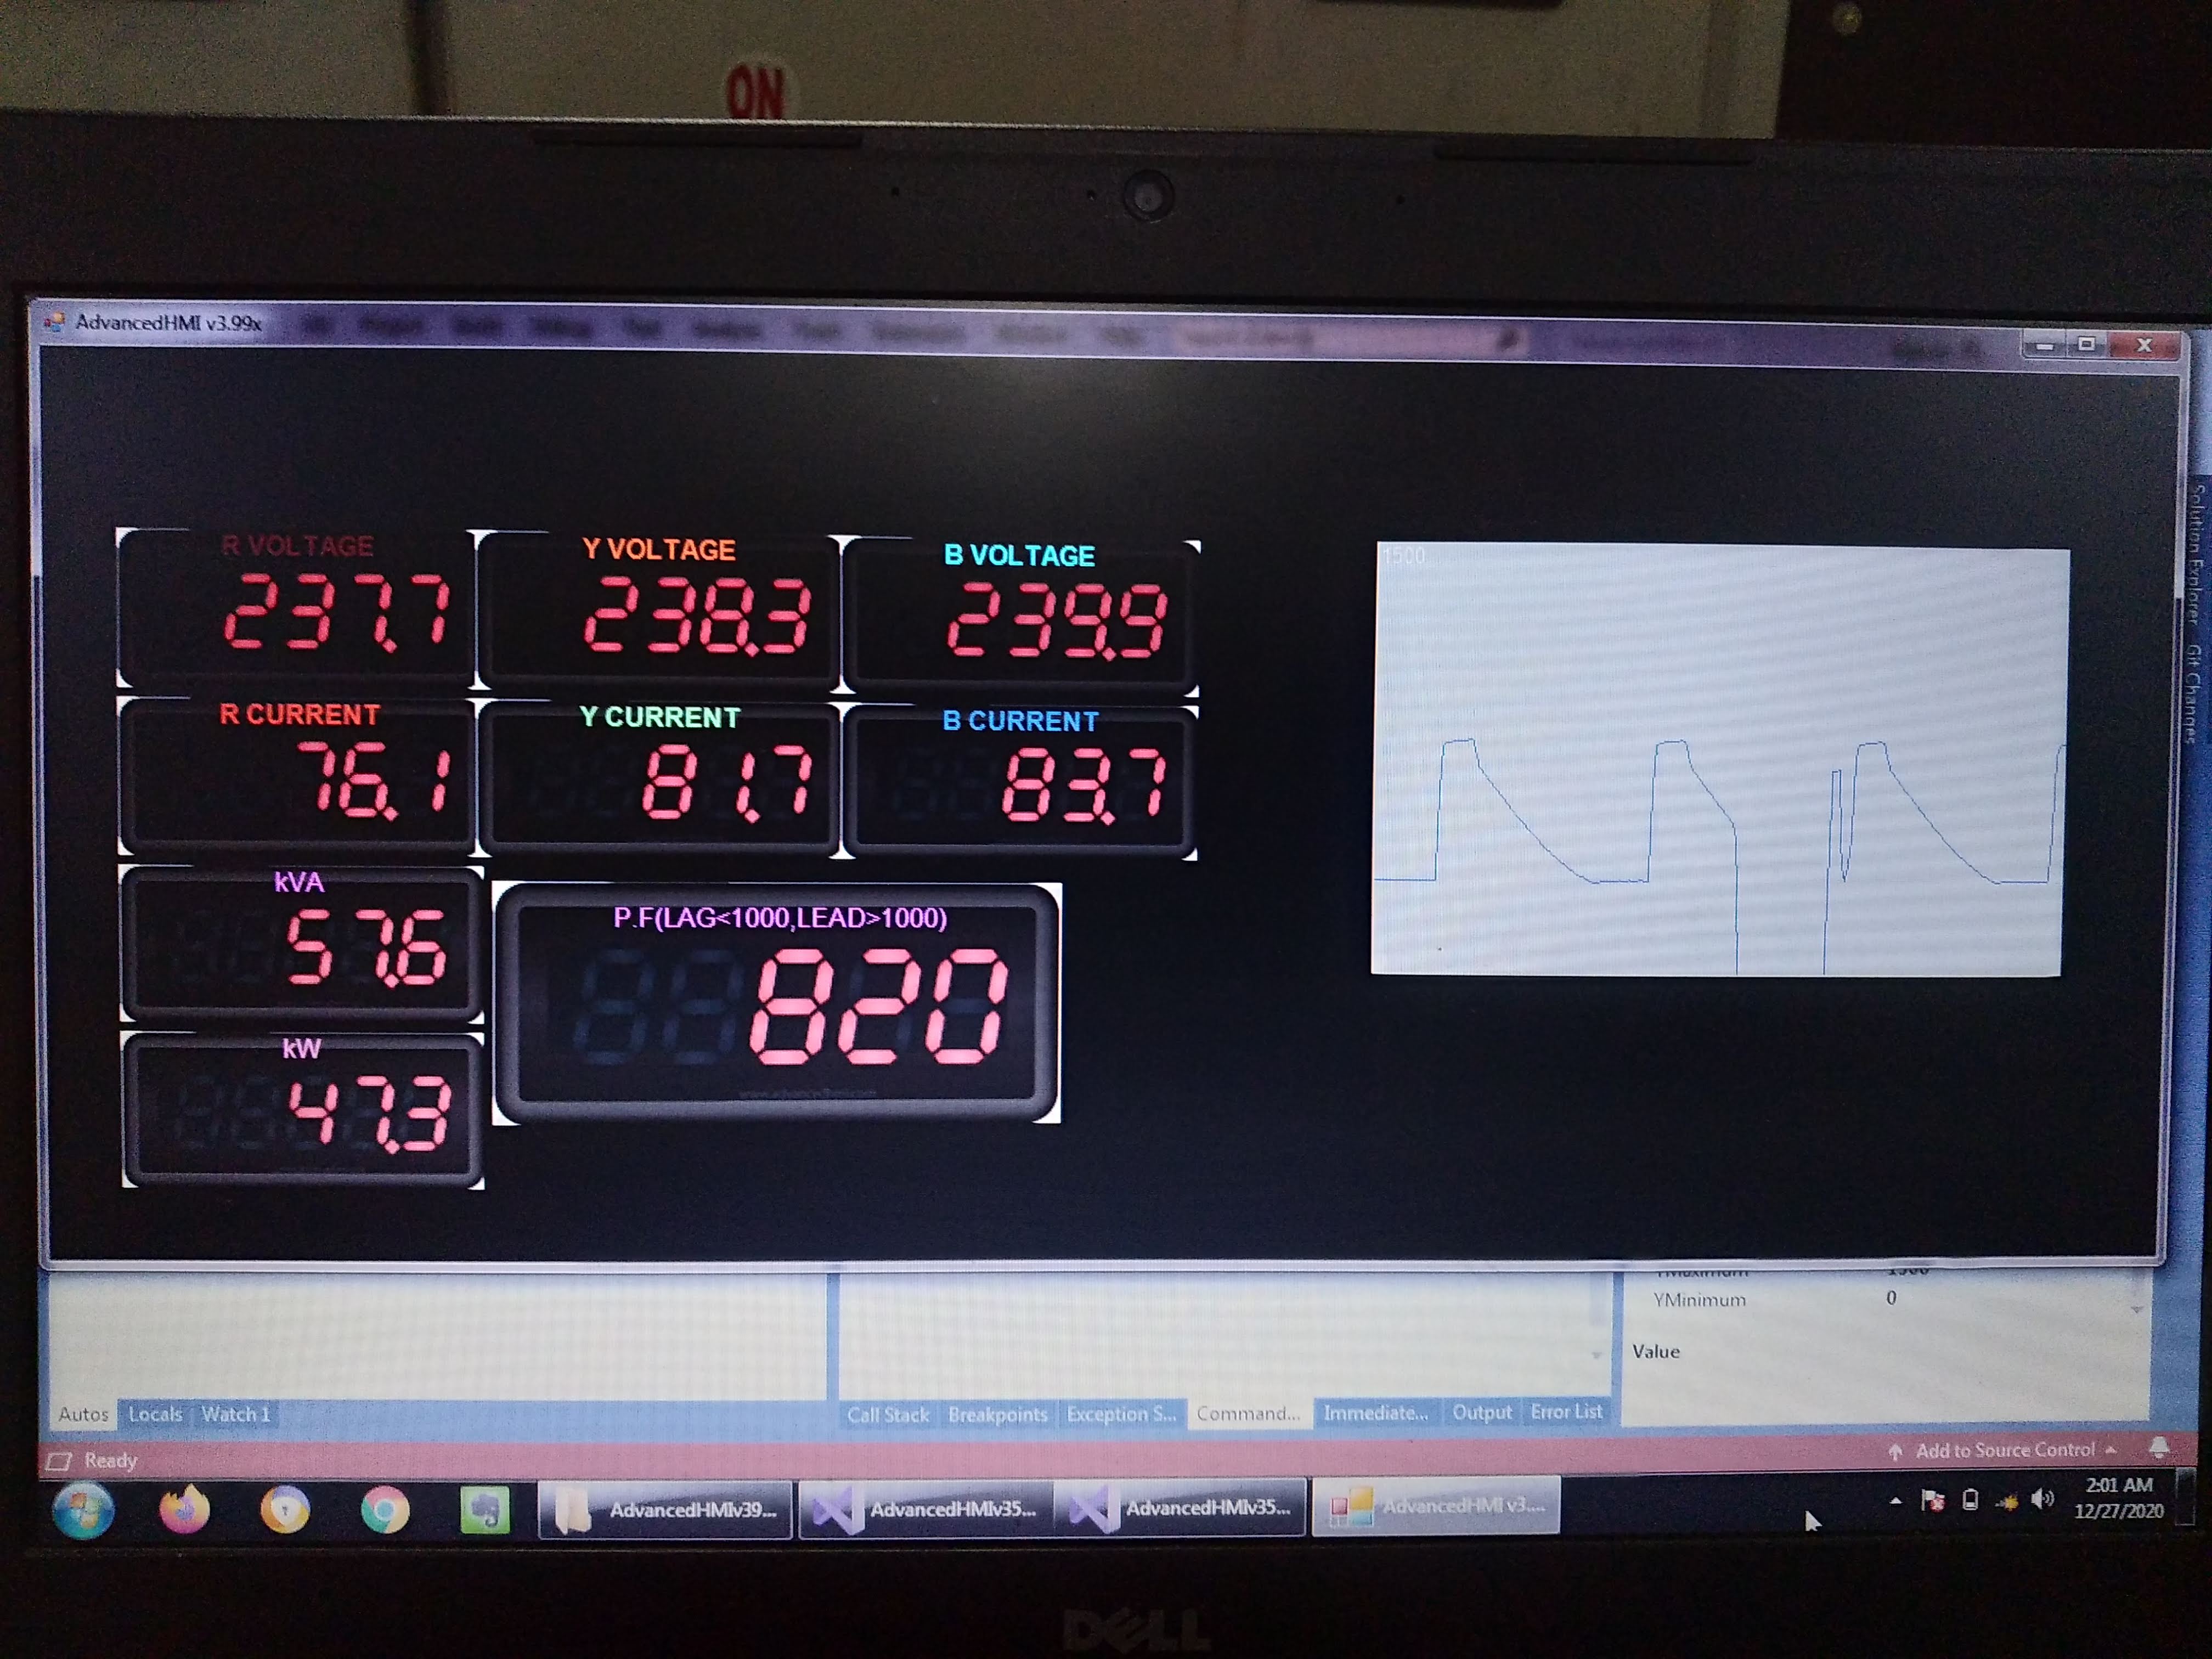 ON
AdvancedHMI v3.99x
R VOLTAGE
237.7
Y VOLTAGE
238.3
B VOLTAGE
239.9
R CURRENT
76.1
Y CURRENT
81.7
B CURRENT
83.7
kVA
57.6
P.F(LAG<1000,LEAD>1000)
820
kW
47.3
1500
Solution Explorer
Git Changes
YMaximum 1500
YMinimum 0
Value
Autos Locals Watch 1
Call Stack Breakpoints Exception S... Command... Immediate... Output Error List
Ready
Add to Source Control
AdvancedHMIv39...
AdvancedHMIv35...
AdvancedHMIv35...
AdvancedHMI v3....
2:01 AM
12/27/2020
DELL